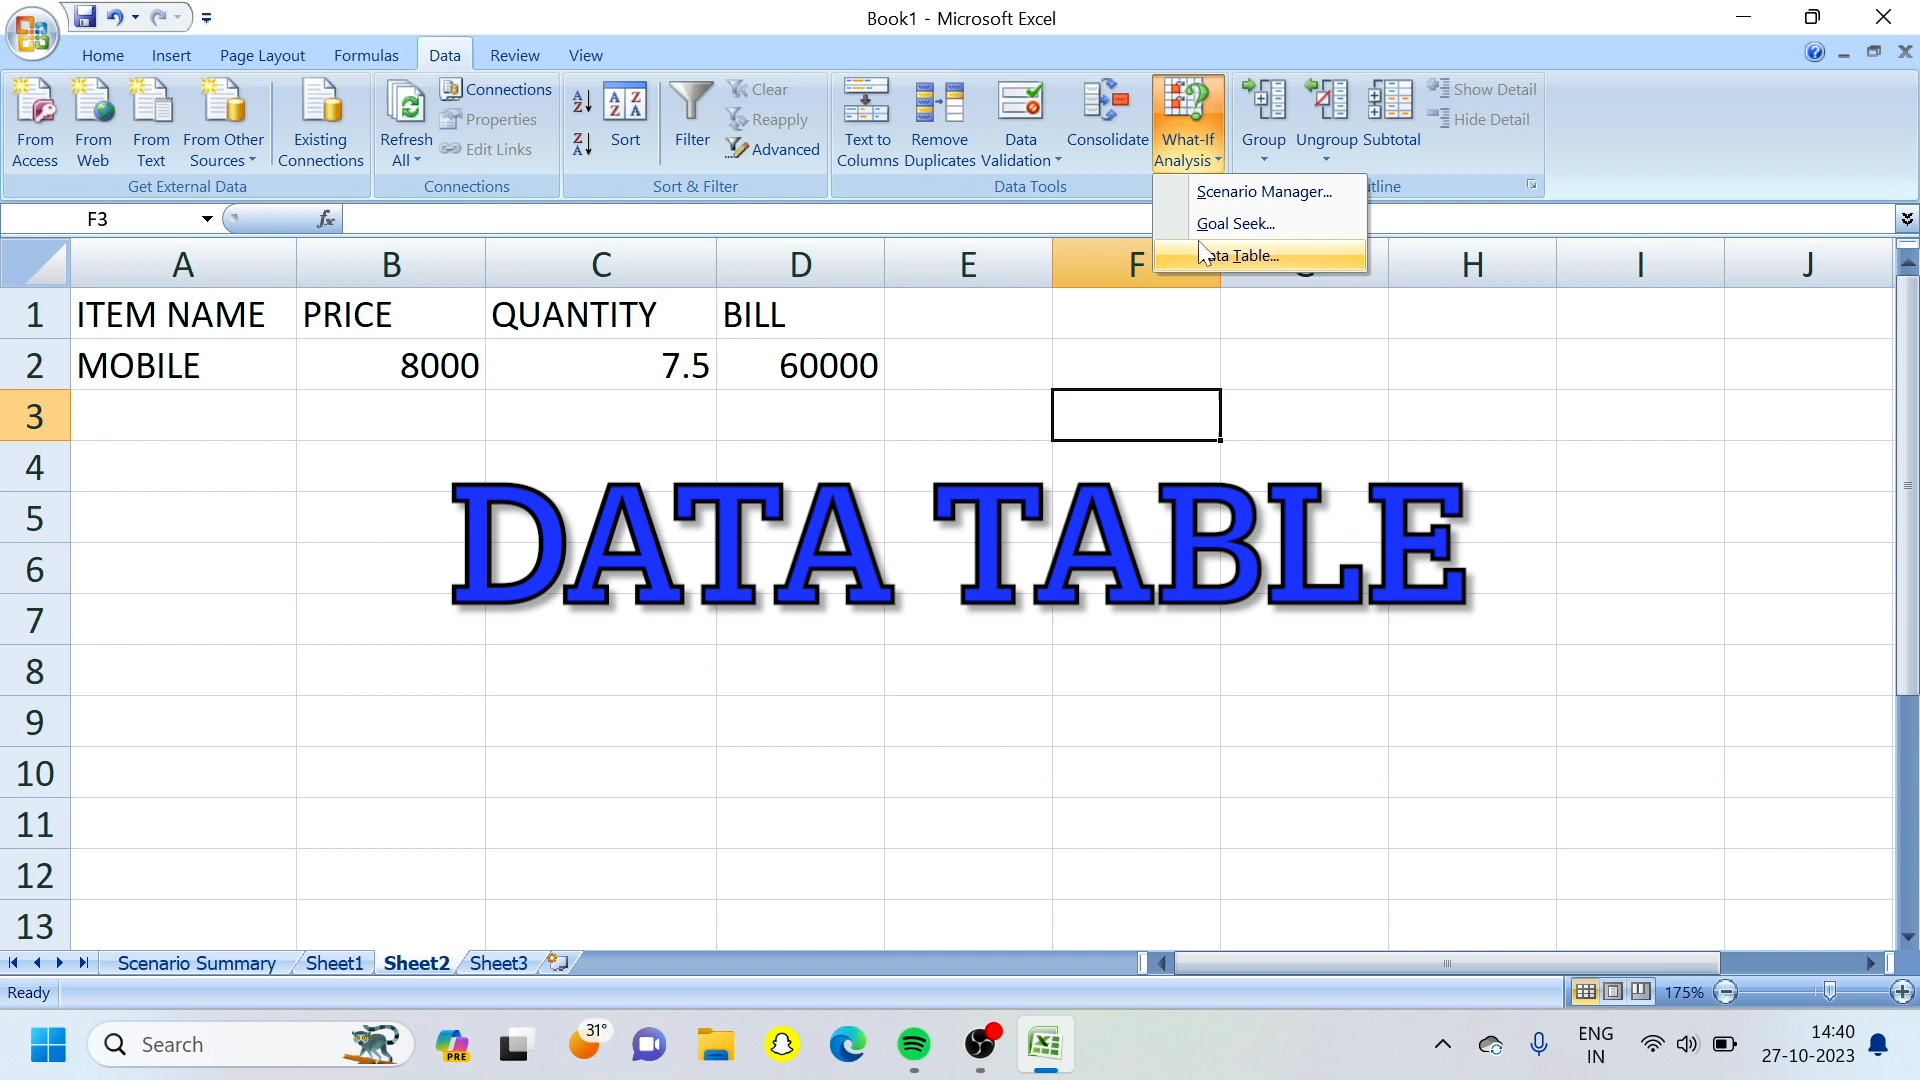 Book1 - Microsoft Excel
Home Insert Page Layout Formulas Data Review View
From Access
From Web
From Text
From Other Sources
Existing Connections
Get External Data
Refresh All
Connections
Properties
Edit Links
Connections
Sort
Filter
Clear
Reapply
Advanced
Sort & Filter
Text to Columns
Remove Duplicates
Data Validation
Consolidate
What-If Analysis
Data Tools
Group
Ungroup
Subtotal
Show Detail
Hide Detail
Scenario Manager...
Goal Seek...
Table...
F3 fx
A B C D E F H I J
1 ITEM NAME PRICE QUANTITY BILL
2 MOBILE 8000 7.5 60000
3
4
DATA TABLE
5
6
7
8
9
10
11
12
13
Scenario Summary Sheet1 Sheet2 Sheet3
Ready 175%
Search
PRE
31°
ENG
IN
14:40
27-10-2023